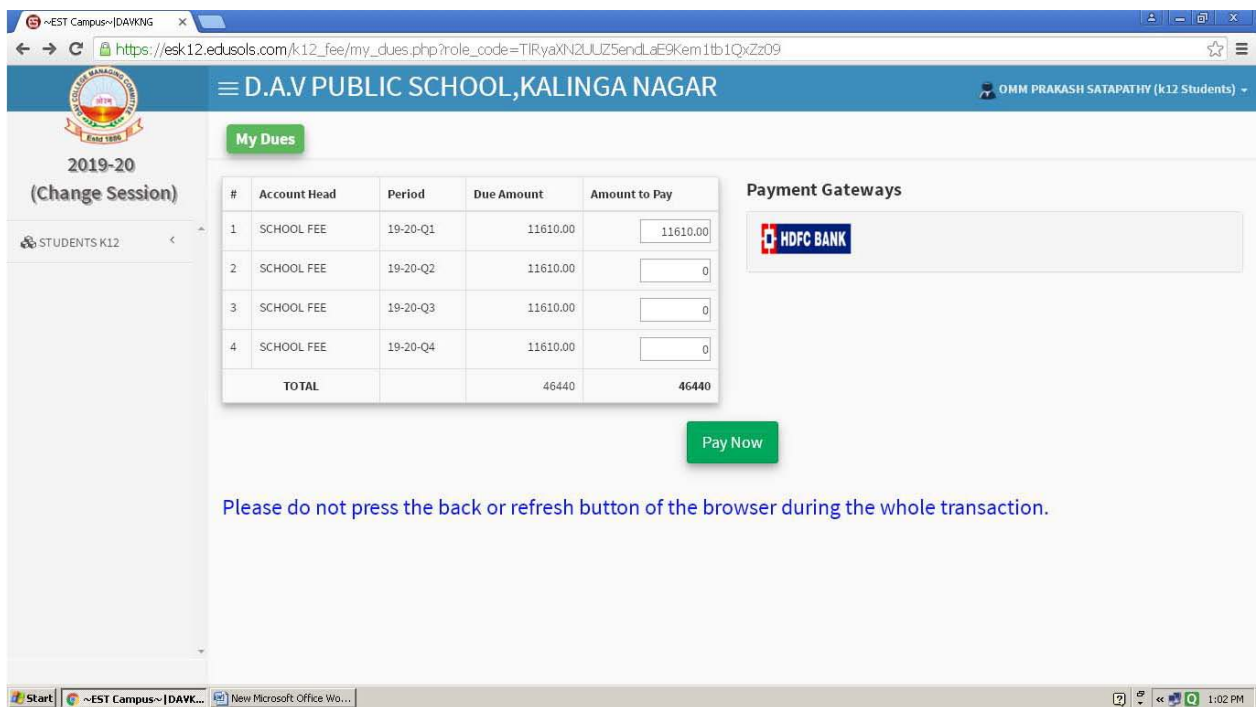 ~EST Campus~|DAVKNG
https://esk12.edusols.com/k12_fee/my_dues.php?role_code=TlRyaXN2UUZ5endLaE9Kem1tb1QxZz09
D.A.V PUBLIC SCHOOL,KALINGA NAGAR
OMM PRAKASH SATAPATHY (k12 Students)
2019-20
(Change Session)
STUDENTS K12
My Dues
# Account Head Period Due Amount Amount to Pay
1 SCHOOL FEE 19-20-Q1 11610.00 11610.00
2 SCHOOL FEE 19-20-Q2 11610.00 0
3 SCHOOL FEE 19-20-Q3 11610.00 0
4 SCHOOL FEE 19-20-Q4 11610.00 0
TOTAL 46440 46440
Payment Gateways
HDFC BANK
Pay Now
Please do not press the back or refresh button of the browser during the whole transaction.
Start ~EST Campus~|DAVK... New Microsoft Office Wo... 1:02 PM